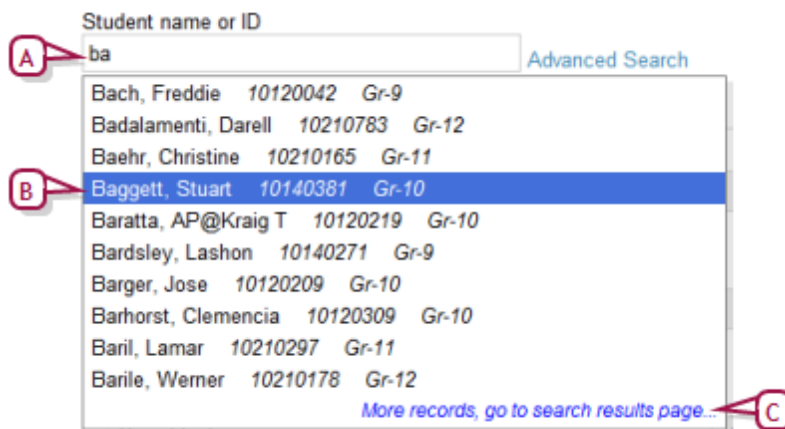 Student name or ID
A ba Advanced Search
Bach, Freddie 10120042 Gr-9
Badalamenti, Darell 10210783 Gr-12
Baehr, Christine 10210165 Gr-11
B Baggett, Stuart 10140381 Gr-10
Baratta, AP@Kraig T 10120219 Gr-10
Bardsley, Lashon 10140271 Gr-9
Barger, Jose 10120209 Gr-10
Barhorst, Clemencia 10120309 Gr-10
Baril, Lamar 10210297 Gr-11
Barile, Werner 10210178 Gr-12
More records, go to search results page... C